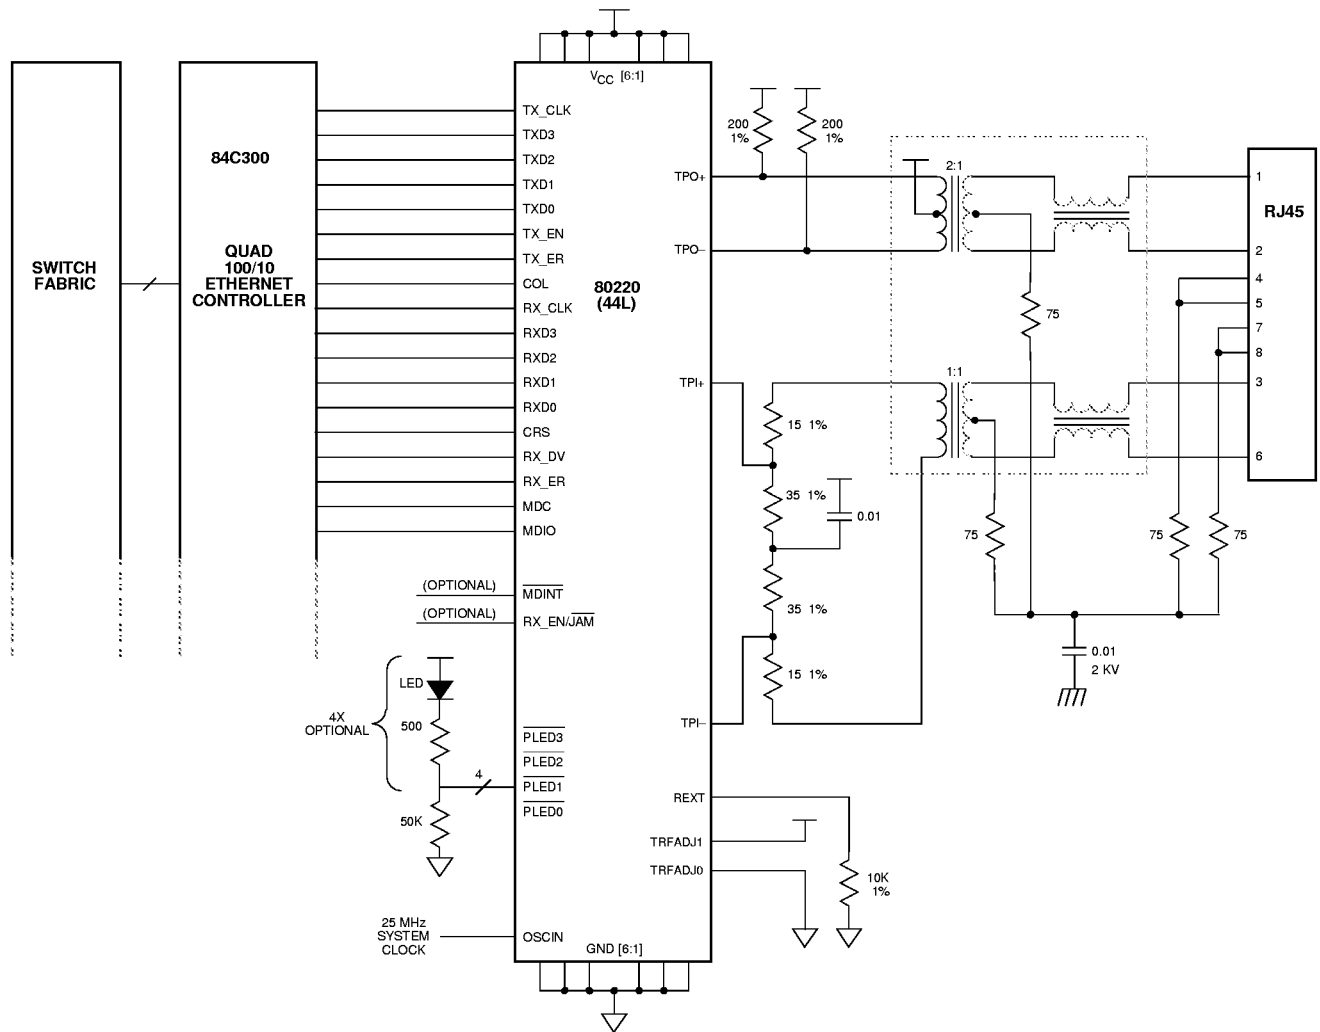 SWITCH
FABRIC
84C300
QUAD
100/10
ETHERNET
CONTROLLER
VCC [6:1]
TX_CLK
TXD3
TXD2
TXD1
TXD0
TX_EN
TX_ER
COL
RX_CLK
RXD3
RXD2
RXD1
RXD0
CRS
RX_DV
RX_ER
MDC
MDIO
(OPTIONAL)
MDINT
(OPTIONAL)
RX_EN/JAM
LED
4X
OPTIONAL
500
4
50K
PLED3
PLED2
PLED1
PLED0
25 MHz
SYSTEM
CLOCK
OSCIN
GND [6:1]
80220
(44L)
TPO+
TPO−
TPI+
TPI−
REXT
TRFADJ1
TRFADJ0
200
1%
200
1%
15 1%
35 1%
0.01
35 1%
15 1%
10K
1%
2:1
1:1
75
75
75
75
0.01
2 KV
RJ45
1
2
4
5
7
8
3
6